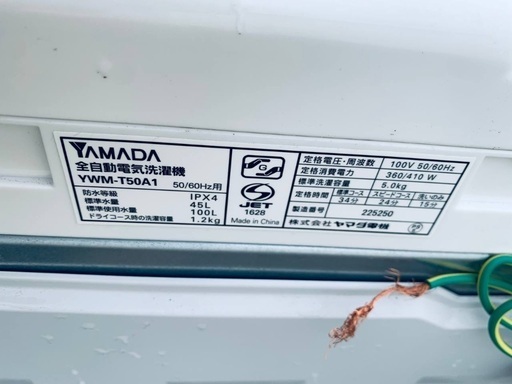 YAMADA
全自動電気洗濯機
YWM-T50A1 50/60Hz用
防水等級 IPX4
標準水量 45L
標準使用水量 100L
ドライコース時の洗濯容量 1.2kg
JET
1628
Made in China
定格電圧・周波数 100V 50/60Hz
定格消費電力 360/410 W
標準洗濯容量 5.0kg
定格時間 標準コース スピードコース 洗いのみ
34分 24分 15分
製造番号 225250
株式会社 ヤマダ電機